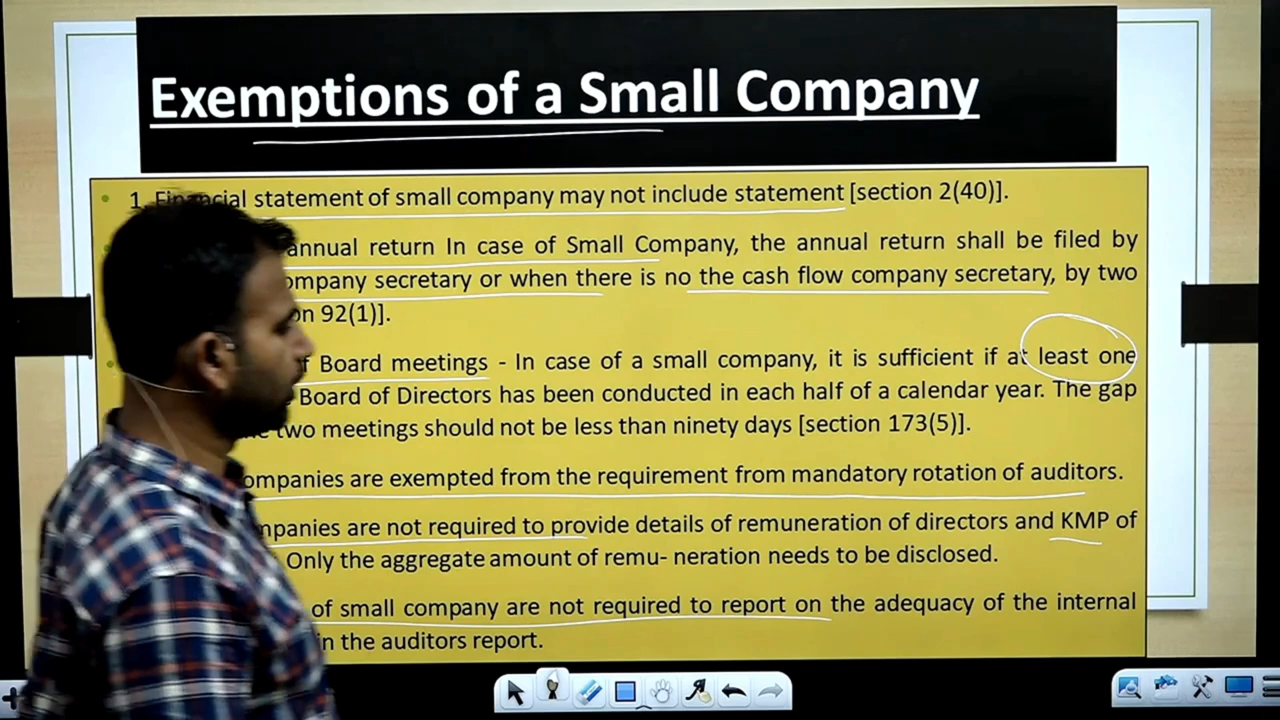 Exemptions of a Small Company
1. Financial statement of small company may not include statement [section 2(40)].
annual return In case of Small Company, the annual return shall be filed by
company secretary or when there is no the cash flow company secretary, by two
92(1)].
Board meetings - In case of a small company, it is sufficient if at least one
Board of Directors has been conducted in each half of a calendar year. The gap
two meetings should not be less than ninety days [section 173(5)].
companies are exempted from the requirement from mandatory rotation of auditors.
companies are not required to provide details of remuneration of directors and KMP of
Only the aggregate amount of remu- neration needs to be disclosed.
of small company are not required to report on the adequacy of the internal
in the auditors report.